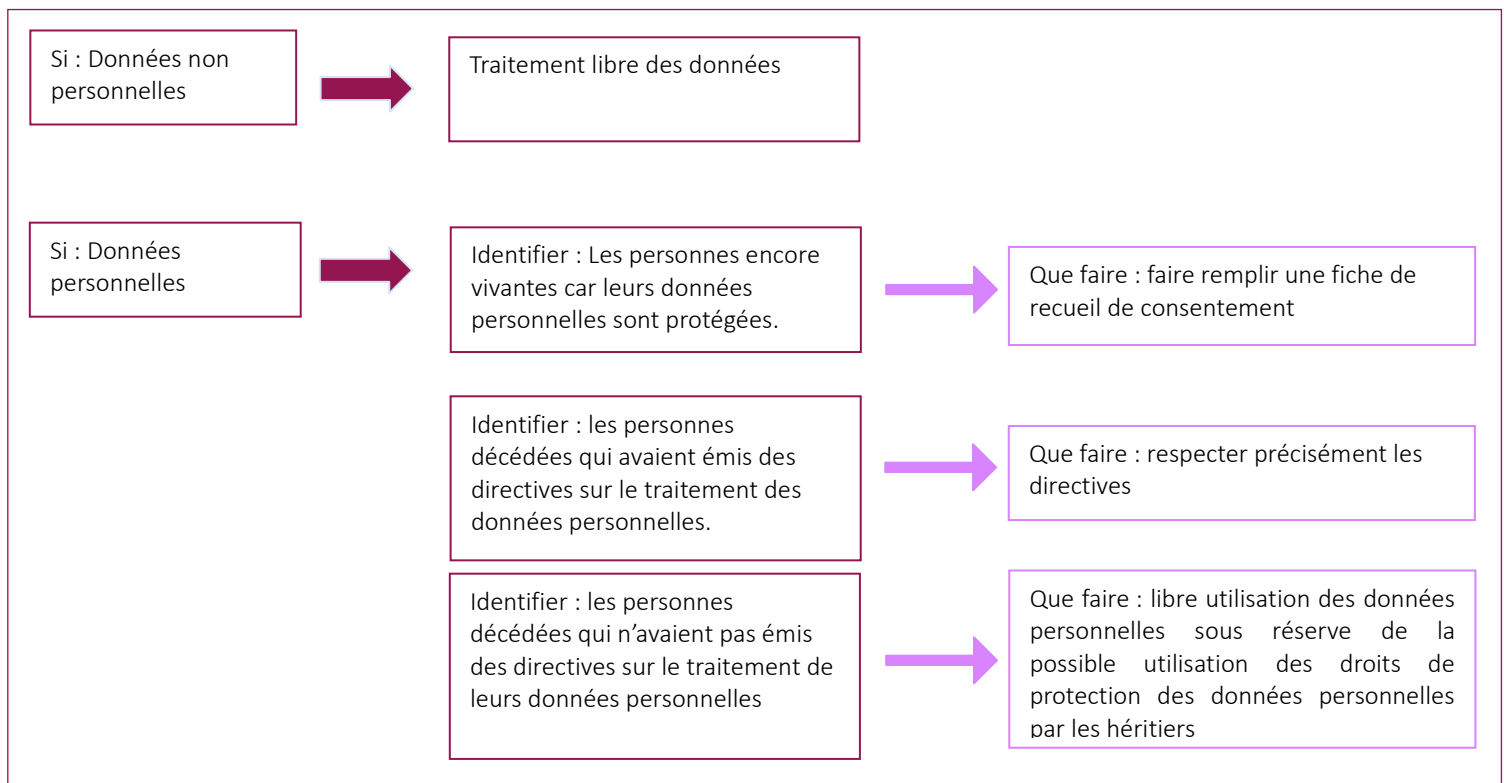 Si : Données non
personnelles
Traitement libre des données
Si : Données
personnelles
Identifier : Les personnes encore
vivantes car leurs données
personnelles sont protégées.
Que faire : faire remplir une fiche de
recueil de consentement
Identifier : les personnes
décédées qui avaient émis des
directives sur le traitement des
données personnelles.
Que faire : respecter précisément les
directives
Identifier : les personnes
décédées qui n’avaient pas émis
des directives sur le traitement de
leurs données personnelles
Que faire : libre utilisation des données
personnelles sous réserve de la
possible utilisation des droits de
protection des données personnelles
par les héritiers